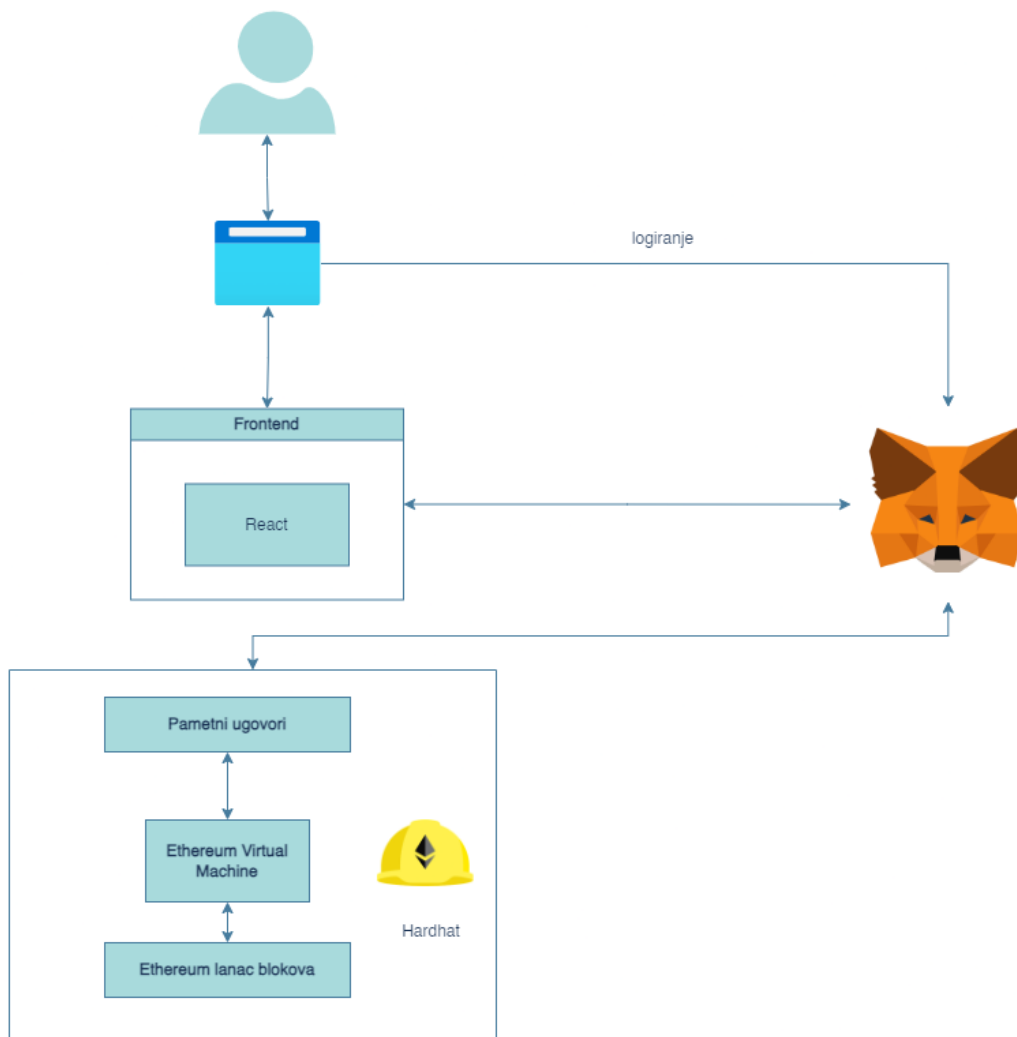 logiranje
Frontend
React
Pametni ugovori
Ethereum Virtual
Machine
Hardhat
Ethereum lanac blokova